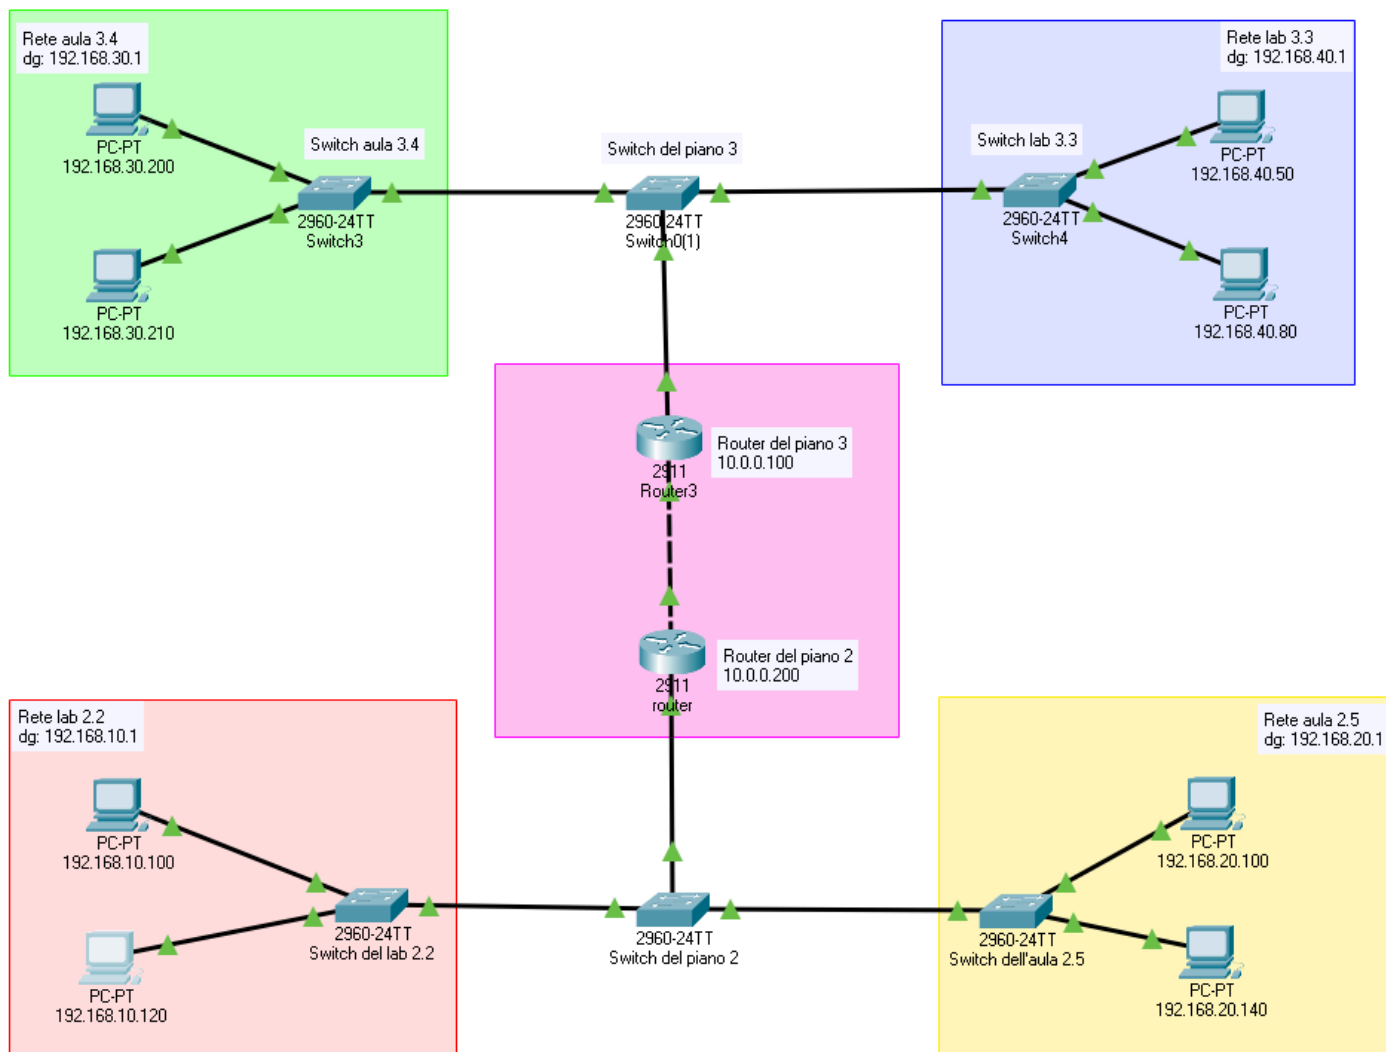 Rete aula 3.4
dg: 192.168.30.1
PC-PT
192.168.30.200
PC-PT
192.168.30.210
Switch aula 3.4
2960-24TT
Switch3
Switch del piano 3
2960-24TT
Switch0(1)
Rete lab 3.3
dg: 192.168.40.1
Switch lab 3.3
2960-24TT
Switch4
PC-PT
192.168.40.50
PC-PT
192.168.40.80
Router del piano 3
10.0.0.100
2911
Router3
Router del piano 2
10.0.0.200
2911
router
Rete lab 2.2
dg: 192.168.10.1
PC-PT
192.168.10.100
PC-PT
192.168.10.120
2960-24TT
Switch del lab 2.2
2960-24TT
Switch del piano 2
Rete aula 2.5
dg: 192.168.20.1
2960-24TT
Switch dell'aula 2.5
PC-PT
192.168.20.100
PC-PT
192.168.20.140